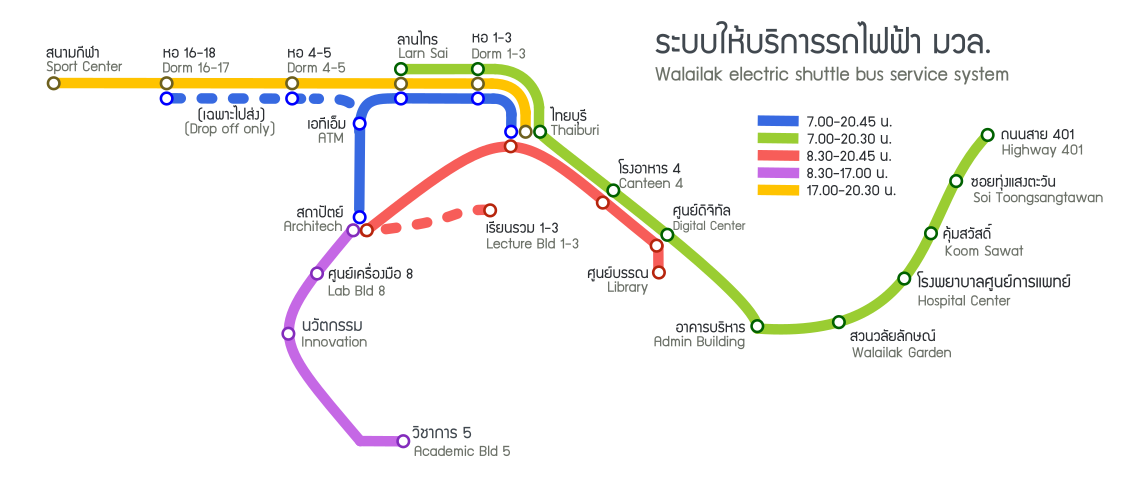 ระบบให้บริการรถไฟฟ้า มวล.
Walailak electric shuttle bus service system
สนามกีฬา
Sport Center
หอ 16-18
Dorm 16-17
หอ 4-5
Dorm 4-5
ลานไทร
Larn Sai
หอ 1-3
Dorm 1-3
(เฉพาะไปส่ง)
(Drop off only)
เอทีเอ็ม
ATM
ไทยบุรี
Thaiburi
7.00-20.45 น.
7.00-20.30 น.
8.30-20.45 น.
8.30-17.00 น.
17.00-20.30 น.
ถนนสาย 401
Highway 401
โรงอาหาร 4
Canteen 4
ซอยทุ่งแสงตะวัน
Soi Toongsangtawan
สถาปัตย์
Architech
เรียนรวม 1-3
Lecture Bld 1-3
ศูนย์ดิจิทัล
Digital Center
คุ้มสวัสดิ์
Koom Sawat
ศูนย์เครื่องมือ 8
Lab Bld 8
ศูนย์บรรณ
Library
โรงพยาบาลศูนย์การแพทย์
Hospital Center
นวัตกรรม
Innovation
อาคารบริหาร
Admin Building
สวนวลัยลักษณ์
Walailak Garden
วิชาการ 5
Academic Bld 5